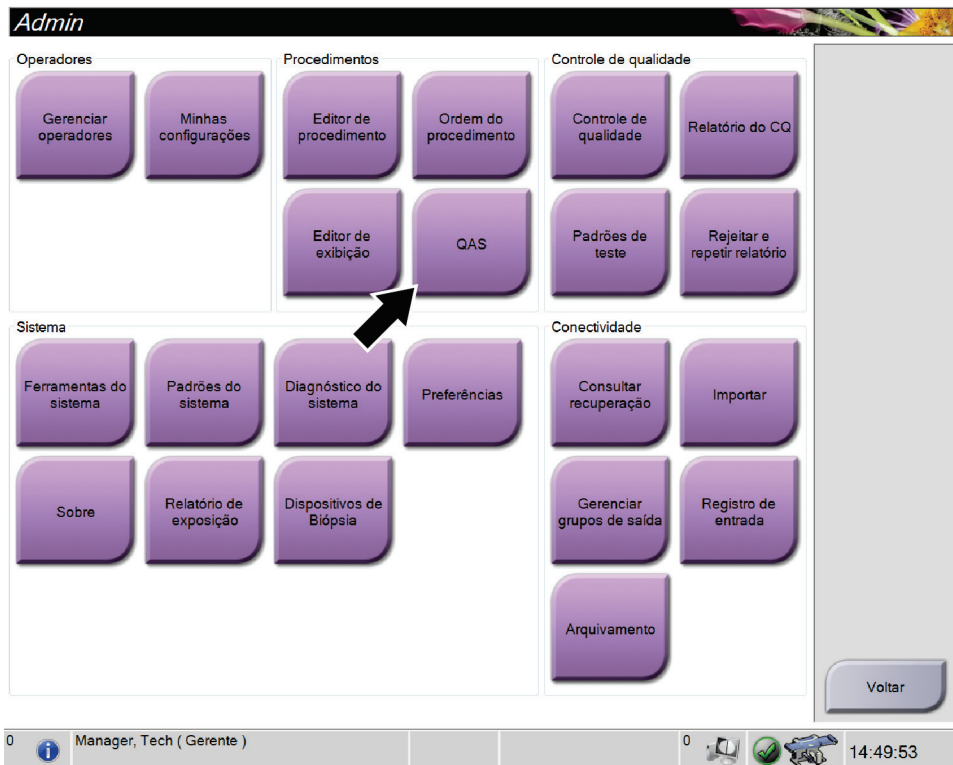 Admin
Operadores
Gerenciar
operadores
Minhas
configurações
Procedimentos
Editor de
procedimento
Ordem do
procedimento
Editor de
exibição
QAS
Controle de qualidade
Controle de
qualidade
Relatório do CQ
Padrões de
teste
Rejeitar e
repetir relatório
Sistema
Ferramentas do
sistema
Padrões do
sistema
Diagnóstico do
sistema
Preferências
Sobre
Relatório de
exposição
Dispositivos de
Biópsia
Conectividade
Consultar
recuperação
Importar
Gerenciar
grupos de saída
Registro de
entrada
Arquivamento
Voltar
0
Manager, Tech ( Gerente )
0
14:49:53